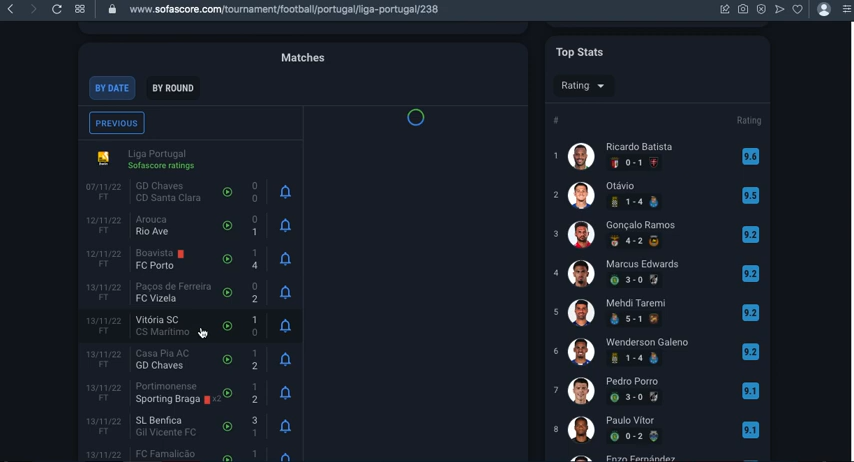 www.sofascore.com/tournament/football/portugal/liga-portugal/238
Matches
BY DATE BY ROUND
PREVIOUS
Liga Portugal
Sofascore ratings
07/11/22 GD Chaves 0
FT CD Santa Clara 0
12/11/22 Arouca 0
FT Rio Ave 1
12/11/22 Boavista 1
FT FC Porto 4
13/11/22 Paços de Ferreira 0
FT FC Vizela 2
13/11/22 Vitória SC 1
FT CS Marítimo 0
13/11/22 Casa Pia AC 1
FT GD Chaves 2
13/11/22 Portimonense 1
FT Sporting Braga x2 2
13/11/22 SL Benfica 3
FT Gil Vicente FC 1
13/11/22 FC Famalicão 1
Top Stats
Rating
# Rating
1 Ricardo Batista 9.6
0 - 1
2 Otávio 9.5
1 - 4
3 Gonçalo Ramos 9.2
4 - 2
4 Marcus Edwards 9.2
3 - 0
5 Mehdi Taremi 9.2
5 - 1
6 Wenderson Galeno 9.2
1 - 4
7 Pedro Porro 9.1
3 - 0
8 Paulo Vítor 9.1
0 - 2
Enzo Fernández